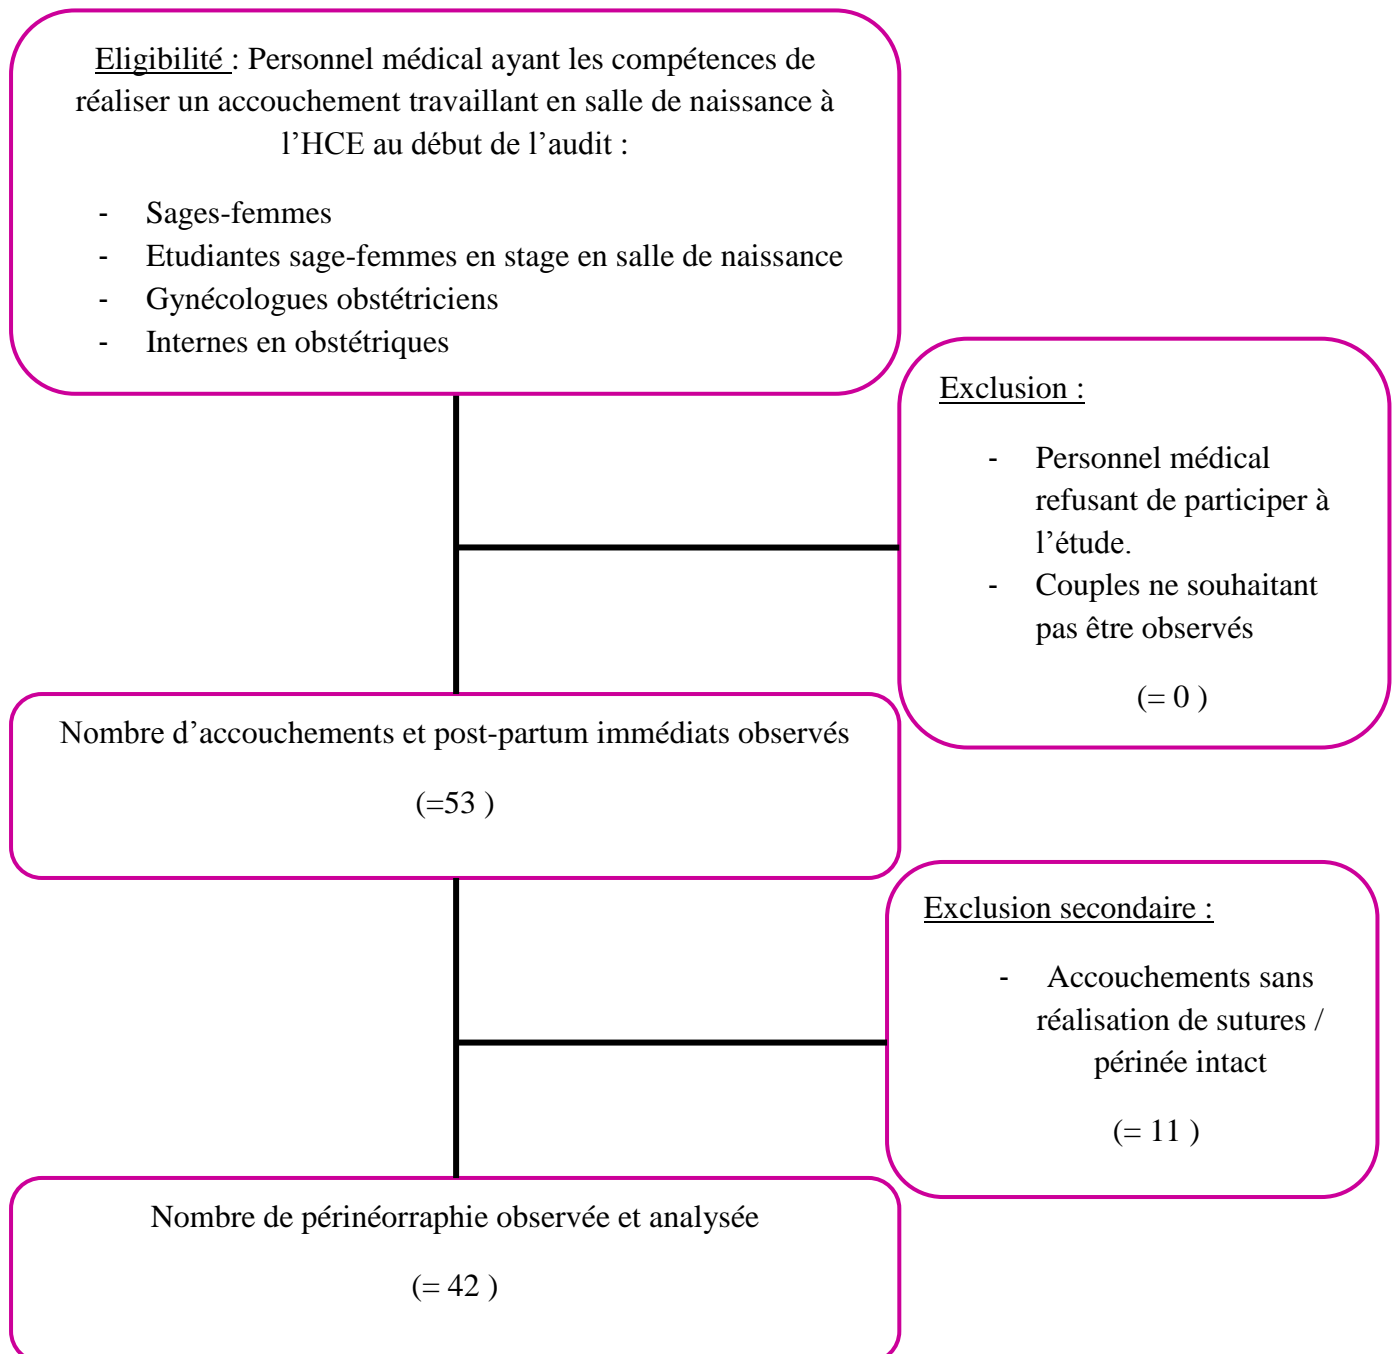 Eligibilité : Personnel médical ayant les compétences de
réaliser un accouchement travaillant en salle de naissance à
l’HCE au début de l’audit :
- Sages-femmes
- Etudiantes sage-femmes en stage en salle de naissance
- Gynécologues obstétriciens
- Internes en obstétriques
Exclusion :
- Personnel médical
refusant de participer à
l’étude.
- Couples ne souhaitant
pas être observés
(= 0 )
Nombre d’accouchements et post-partum immédiats observés
(=53 )
Exclusion secondaire :
- Accouchements sans
réalisation de sutures /
périnée intact
(= 11 )
Nombre de périnéorraphie observée et analysée
(= 42 )